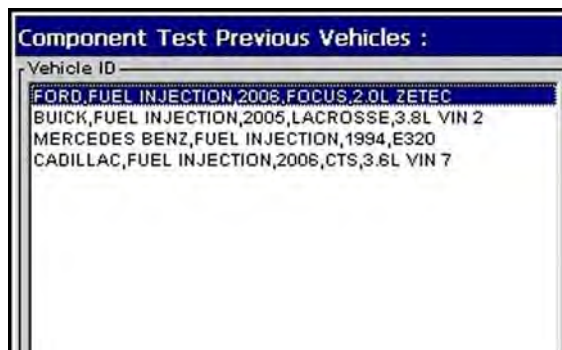 Component Test Previous Vehicles :
Vehicle ID
FORD,FUEL INJECTION,2006,FOCUS,2.0L ZETEC
BUICK,FUEL INJECTION,2005,LACROSSE,3.8L VIN 2
MERCEDES BENZ,FUEL INJECTION,1994,E320
CADILLAC,FUEL INJECTION,2006,CTS,3.6L VIN 7